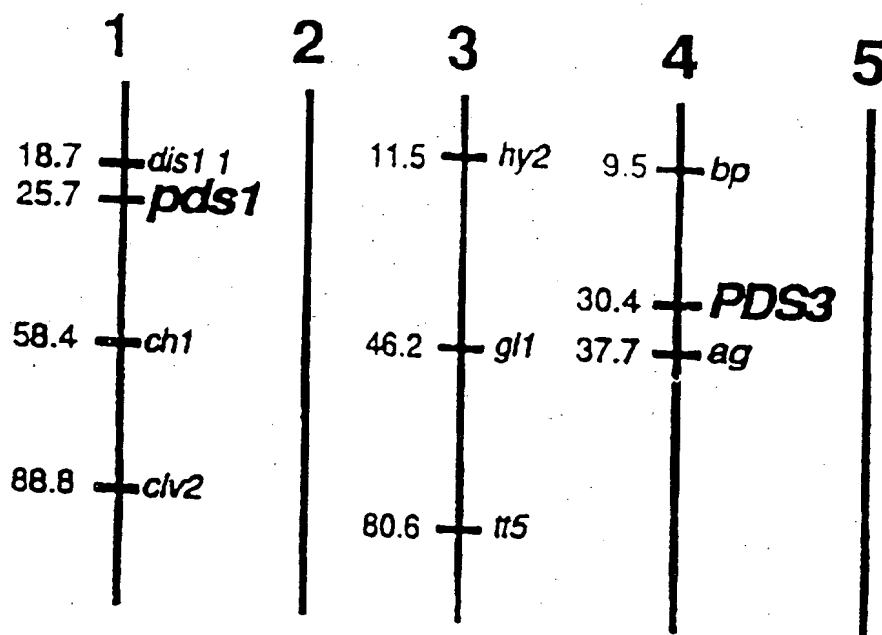 1 2 3 4 5
18.7 dis1 1
25.7 pds1
58.4 ch1
88.8 clv2
11.5 hy2
46.2 gl1
80.6 tt5
9.5 bp
30.4 PDS3
37.7 ag